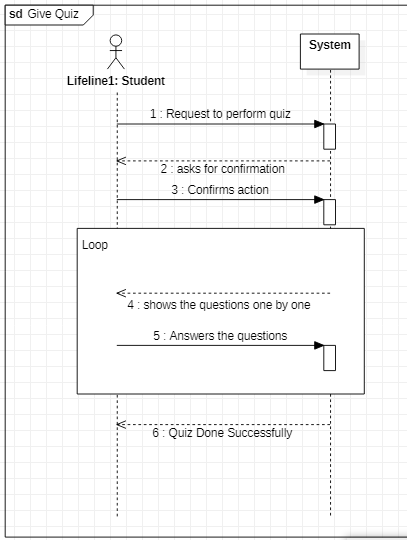 sd Give Quiz
System
Lifeline1: Student
1 : Request to perform quiz
2 : asks for confirmation
3 : Confirms action
Loop
4 : shows the questions one by one
5 : Answers the questions
6 : Quiz Done Successfully